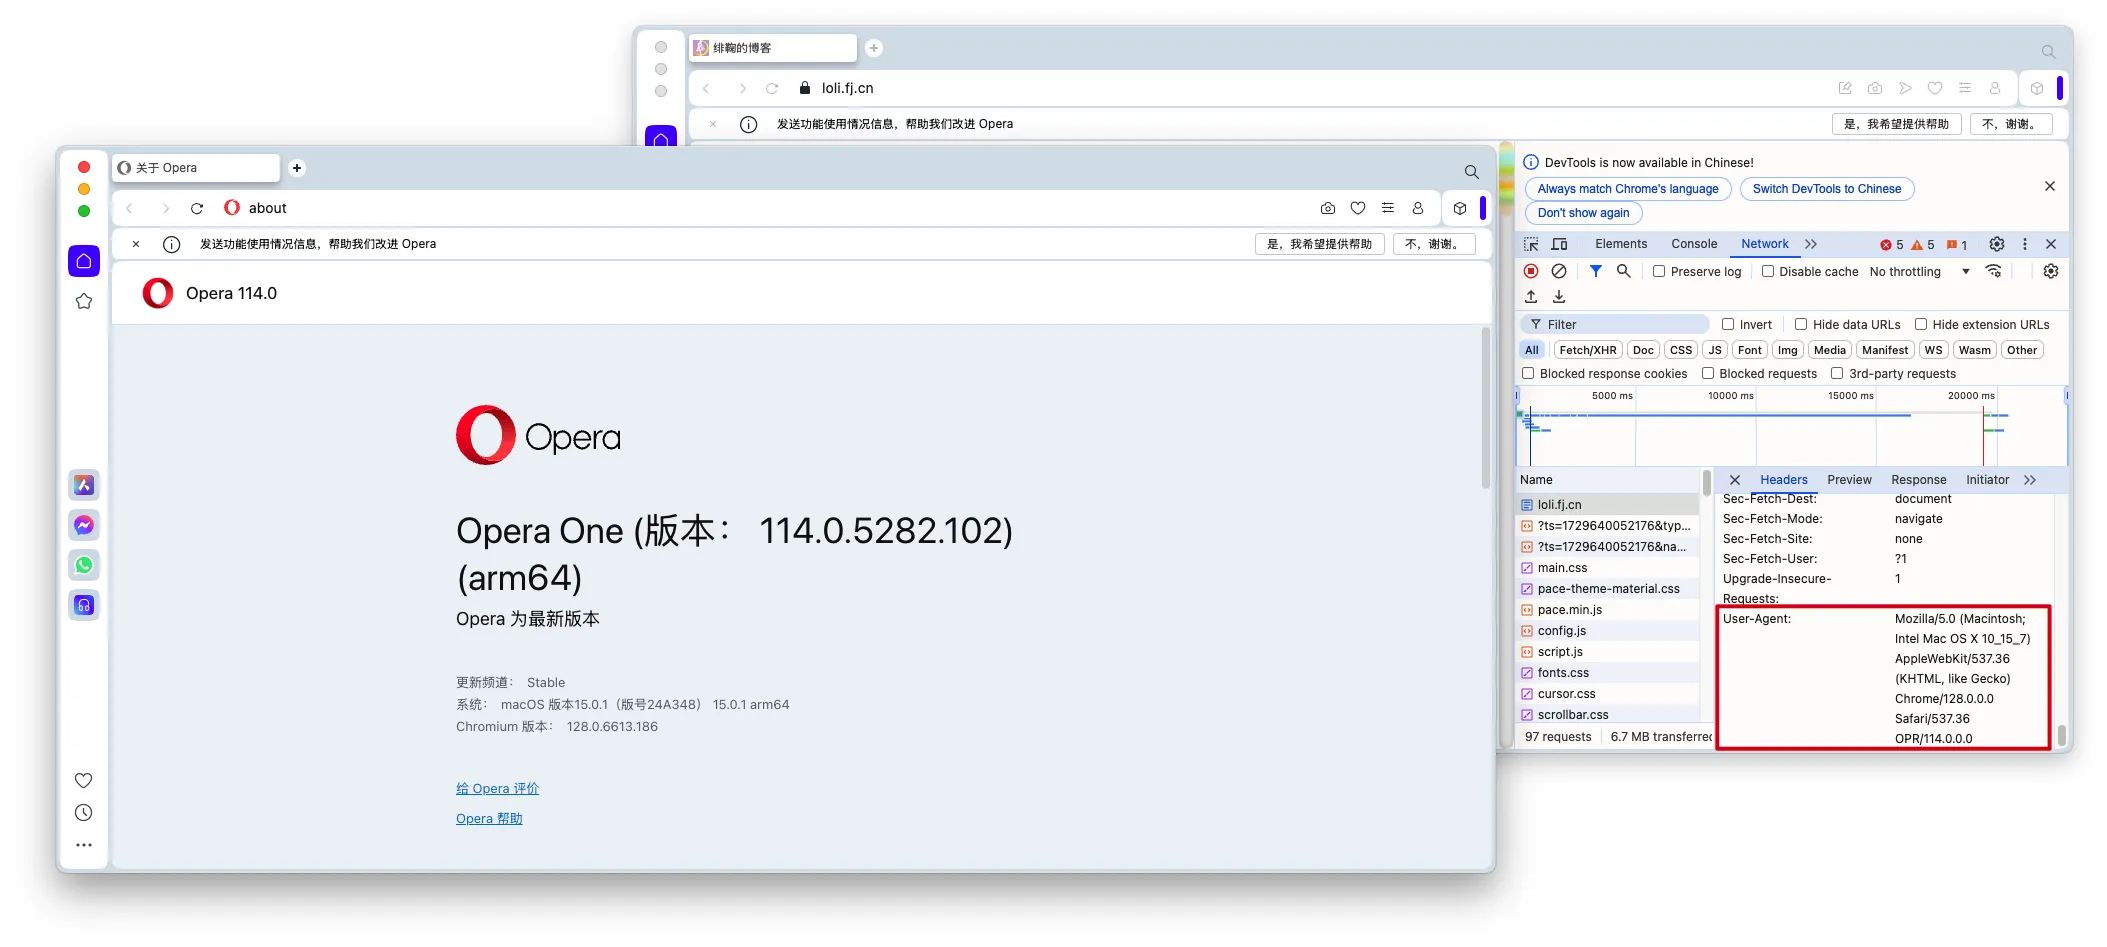 绯鞠的博客
loli.fj.cn
发送功能使用情况信息，帮助我们改进 Opera
是，我希望提供帮助
不，谢谢。
关于 Opera
about
发送功能使用情况信息，帮助我们改进 Opera
是，我希望提供帮助
不，谢谢。
Opera 114.0
Opera
Opera One (版本： 114.0.5282.102)
(arm64)
Opera 为最新版本
更新频道： Stable
系统： macOS 版本15.0.1（版号24A348） 15.0.1 arm64
Chromium 版本： 128.0.6613.186
给 Opera 评价
Opera 帮助
DevTools is now available in Chinese!
Always match Chrome's language
Switch DevTools to Chinese
Don't show again
Elements Console Network 5 5 1
Preserve log Disable cache No throttling
Filter Invert Hide data URLs Hide extension URLs
All Fetch/XHR Doc CSS JS Font Img Media Manifest WS Wasm Other
Blocked response cookies Blocked requests 3rd-party requests
5000 ms 10000 ms 15000 ms 20000 ms
Name
loli.fj.cn
?ts=1729640052176&typ...
?ts=1729640052176&na...
main.css
pace-theme-material.css
pace.min.js
config.js
script.js
fonts.css
cursor.css
scrollbar.css
97 requests 6.7 MB transferred
Headers Preview Response Initiator
Sec-Fetch-Dest: document
Sec-Fetch-Mode: navigate
Sec-Fetch-Site: none
Sec-Fetch-User: ?1
Upgrade-Insecure- 1
Requests:
User-Agent: Mozilla/5.0 (Macintosh;
Intel Mac OS X 10_15_7)
AppleWebKit/537.36
(KHTML, like Gecko)
Chrome/128.0.0.0
Safari/537.36
OPR/114.0.0.0